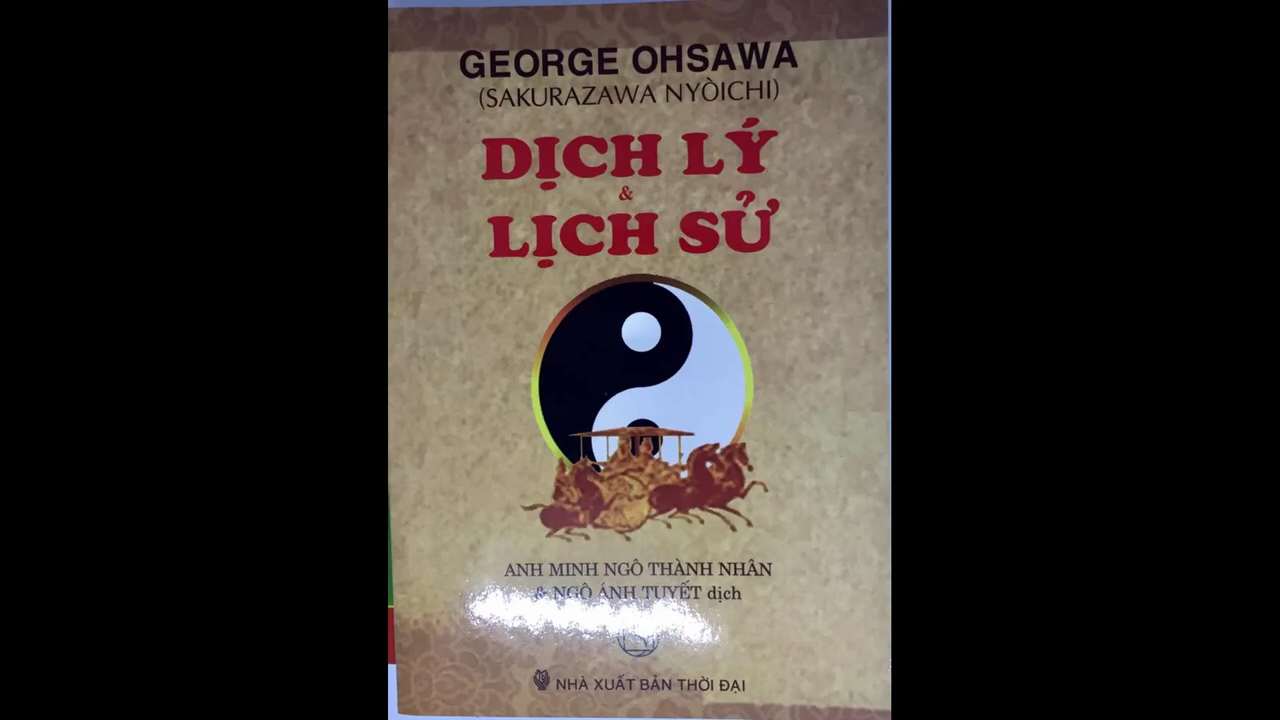 GEORGE OHSAWA
(SAKURAZAWA NYÒICHI)
DỊCH LÝ
&
LỊCH SỬ
ANH MINH NGÔ THÀNH NHÂN
& NGÔ ÁNH TUYẾT dịch
NHÀ XUẤT BẢN THỜI ĐẠI